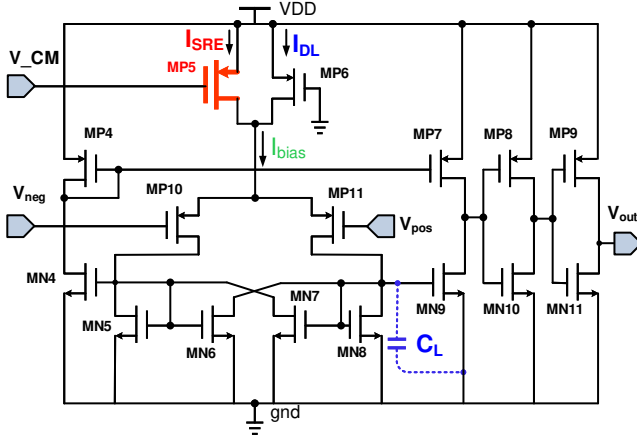 VDD
V_CM
I_SRE
I_DL
MP5
MP6
I_bias
MP4
MP7
MP8
MP9
V_neg
MP10
MP11
V_pos
V_out
MN4
MN5
MN6
MN7
MN8
MN9
MN10
MN11
C_L
gnd